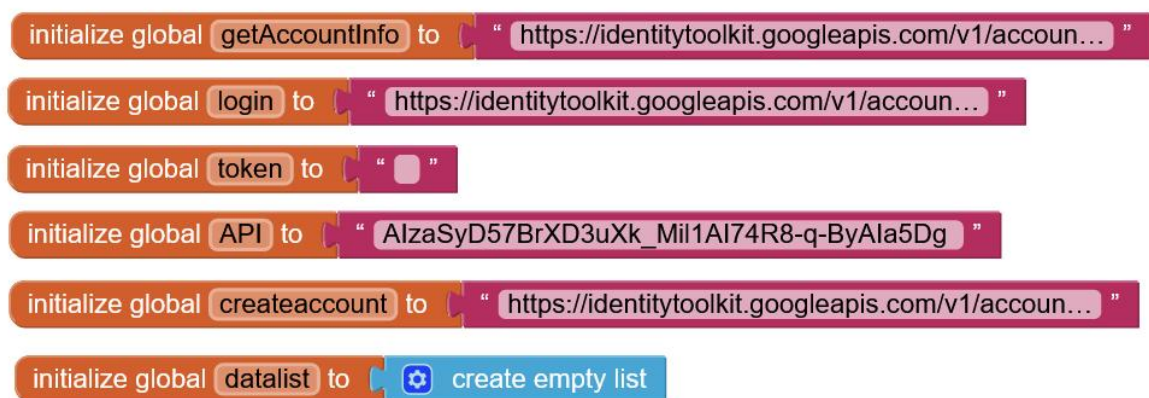 initialize global getAccountInfo to “ https://identitytoolkit.googleapis.com/v1/accoun... ”
initialize global login to “ https://identitytoolkit.googleapis.com/v1/accoun... ”
initialize global token to “ ”
initialize global API to “ AIzaSyD57BrXD3uXk_Mil1AI74R8-q-ByAIa5Dg ”
initialize global createaccount to “ https://identitytoolkit.googleapis.com/v1/accoun... ”
initialize global datalist to create empty list